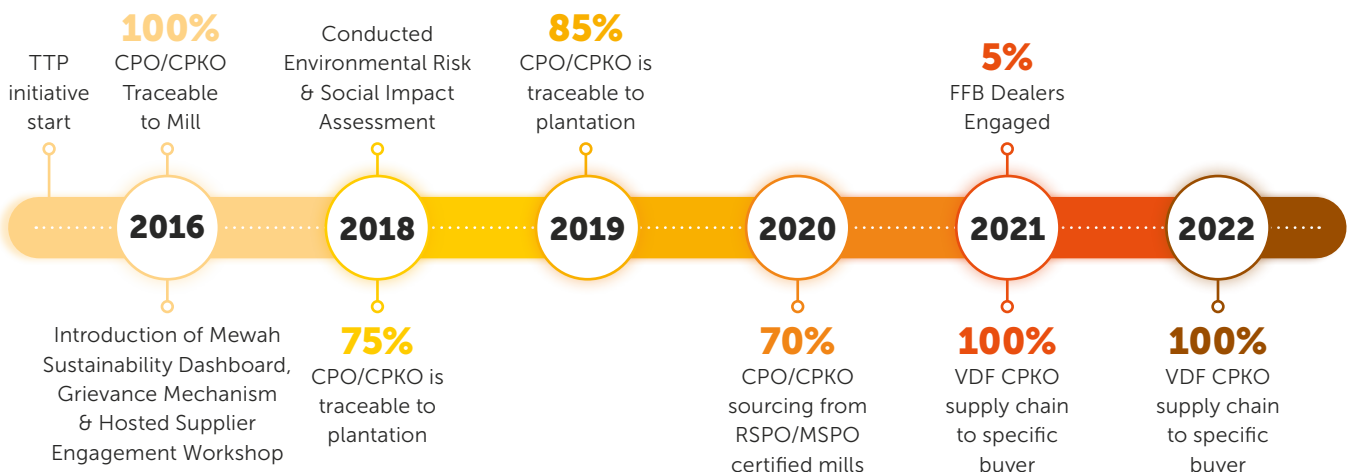 TTP
initiative
start
100%
CPO/CPKO
Traceable
to Mill
Conducted
Environmental Risk
& Social Impact
Assessment
85%
CPO/CPKO is
traceable to
plantation
5%
FFB Dealers
Engaged
2016
2018
2019
2020
2021
2022
Introduction of Mewah
Sustainability Dashboard,
Grievance Mechanism
& Hosted Supplier
Engagement Workshop
75%
CPO/CPKO is
traceable to
plantation
70%
CPO/CPKO
sourcing from
RSPO/MSPO
certified mills
100%
VDF CPKO
supply chain
to specific
buyer
100%
VDF CPKO
supply chain
to specific
buyer